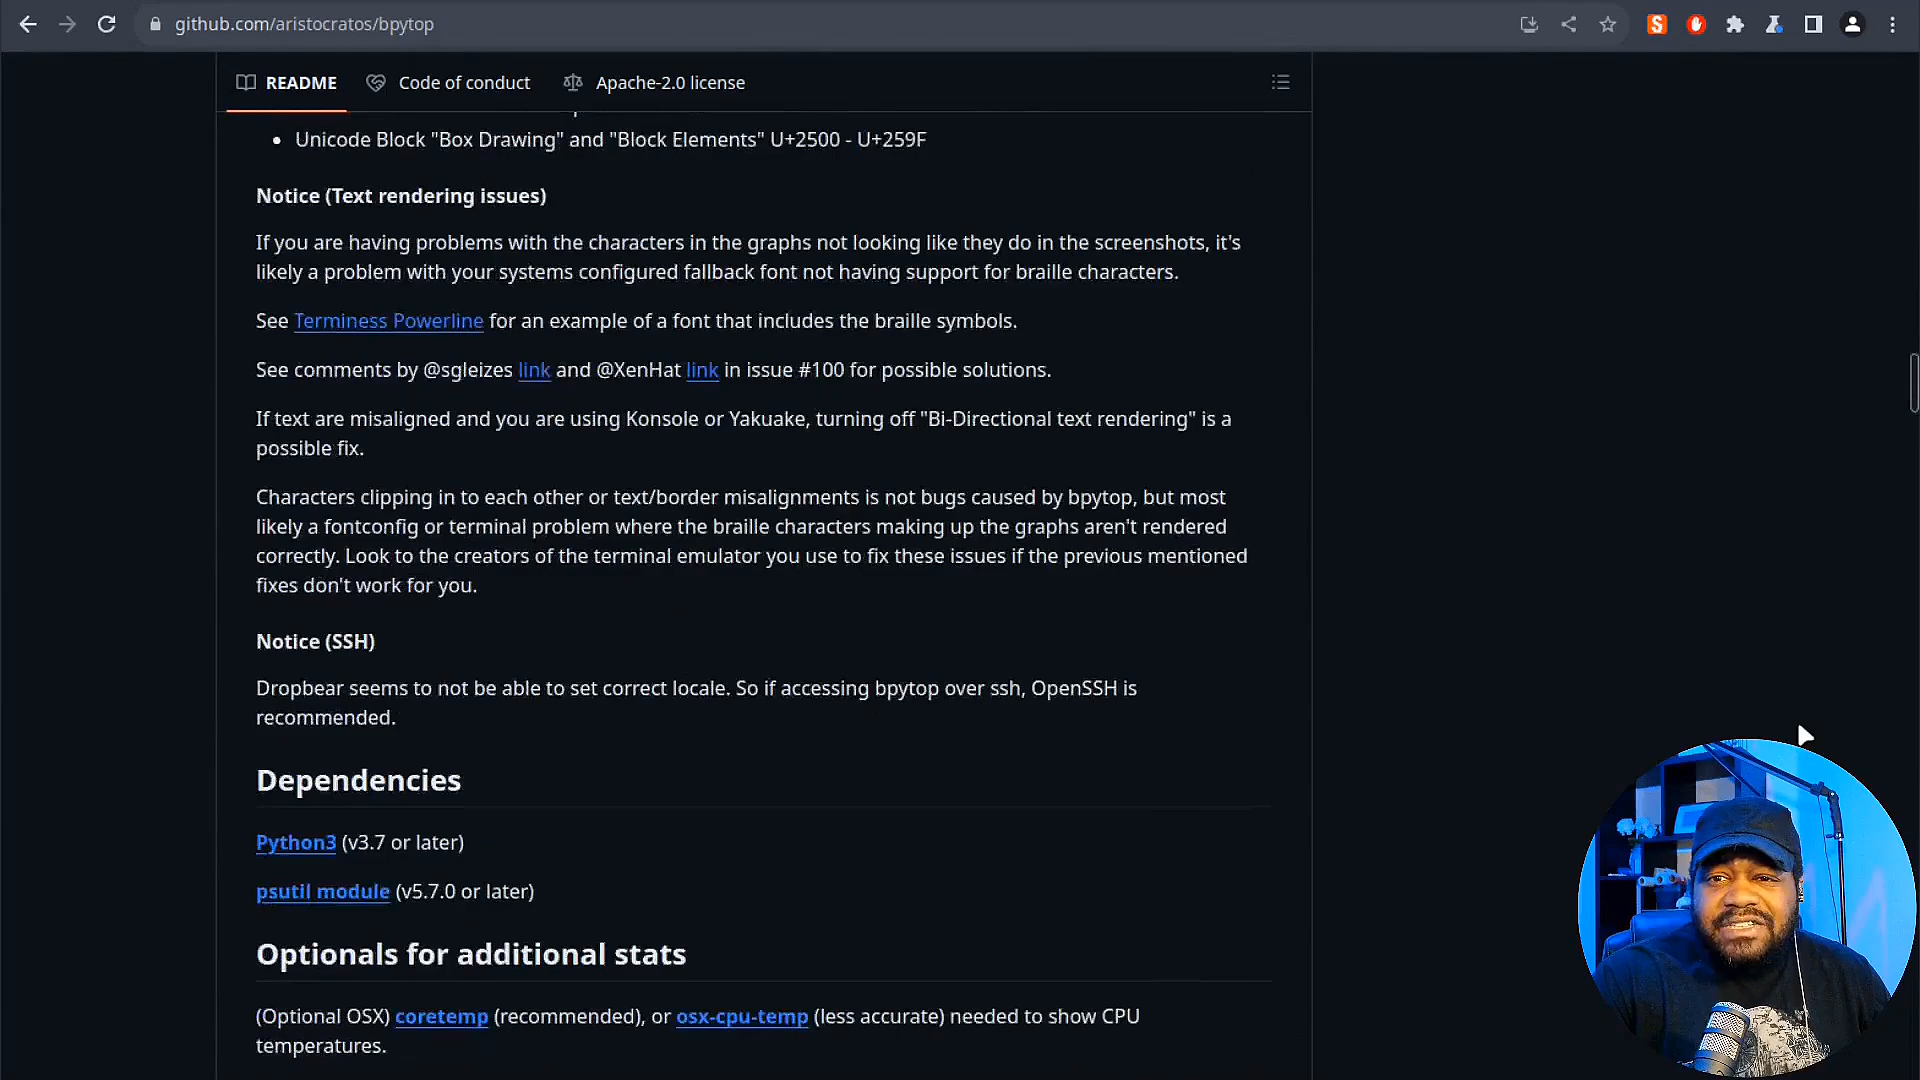 github.com/aristocratos/bpytop
README
Code of conduct
Apache-2.0 license
Unicode Block "Box Drawing" and "Block Elements" U+2500 - U+259F
Notice (Text rendering issues)
If you are having problems with the characters in the graphs not looking like they do in the screenshots, it's
likely a problem with your systems configured fallback font not having support for braille characters.
See Terminess Powerline for an example of a font that includes the braille symbols.
See comments by @sgleizes link and @XenHat link in issue #100 for possible solutions.
If text are misaligned and you are using Konsole or Yakuake, turning off "Bi-Directional text rendering" is a
possible fix.
Characters clipping in to each other or text/border misalignments is not bugs caused by bpytop, but most
likely a fontconfig or terminal problem where the braille characters making up the graphs aren't rendered
correctly. Look to the creators of the terminal emulator you use to fix these issues if the previous mentioned
fixes don't work for you.
Notice (SSH)
Dropbear seems to not be able to set correct locale. So if accessing bpytop over ssh, OpenSSH is
recommended.
Dependencies
Python3 (v3.7 or later)
psutil module (v5.7.0 or later)
Optionals for additional stats
(Optional OSX) coretemp (recommended), or osx-cpu-temp (less accurate) needed to show CPU
temperatures.